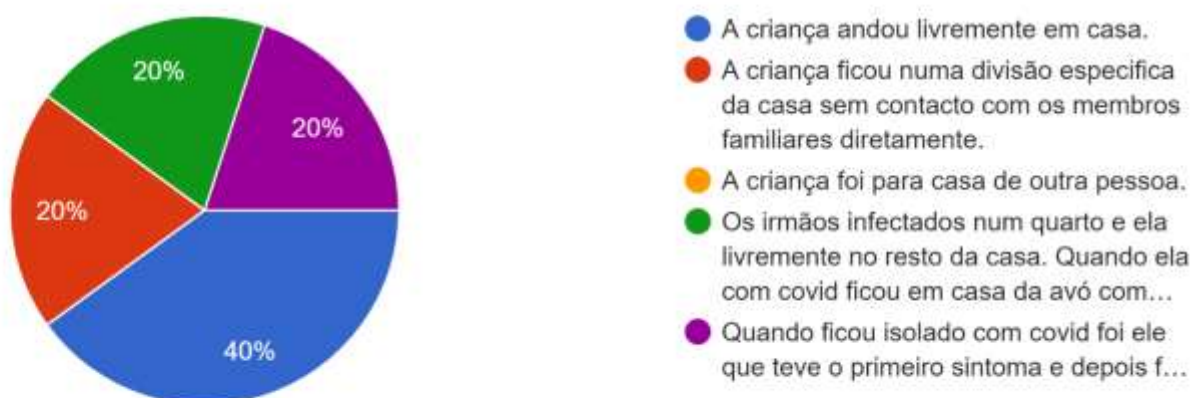 20%
20%
20%
40%
A criança andou livremente em casa.
A criança ficou numa divisão especifica
da casa sem contacto com os membros
familiares diretamente.
A criança foi para casa de outra pessoa.
Os irmãos infectados num quarto e ela
livremente no resto da casa. Quando ela
com covid ficou em casa da avó com...
Quando ficou isolado com covid foi ele
que teve o primeiro sintoma e depois f...